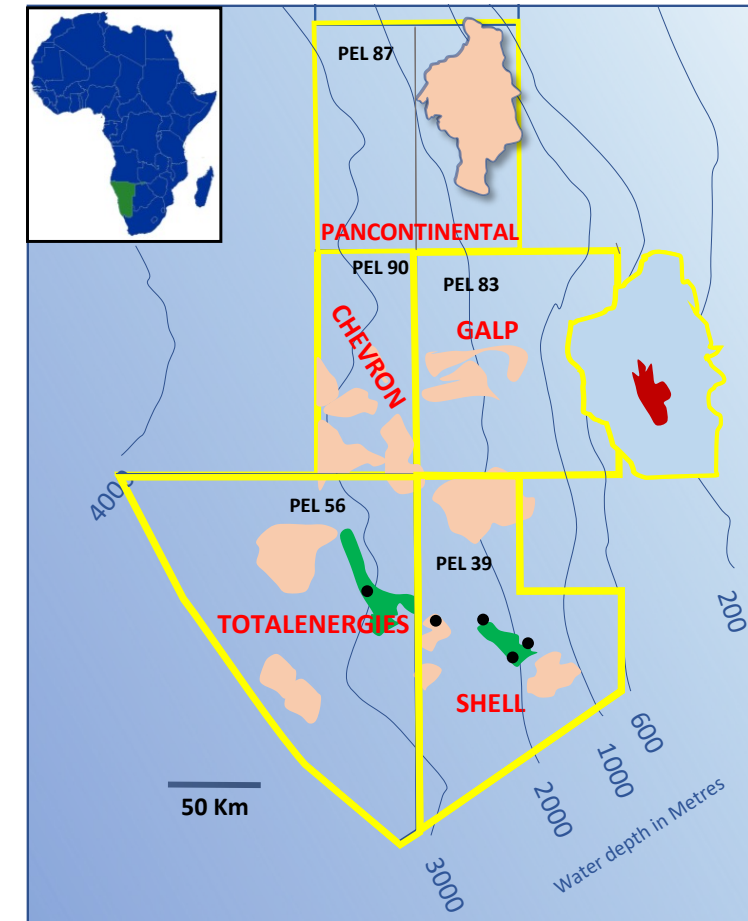 PEL 87
PANCONTINENTAL
PEL 90
PEL 83
CHEVRON
GALP
4000
PEL 56
PEL 39
200
TOTALENERGIES
SHELL
600
1000
50 Km
2000
3000
Water depth in Metres